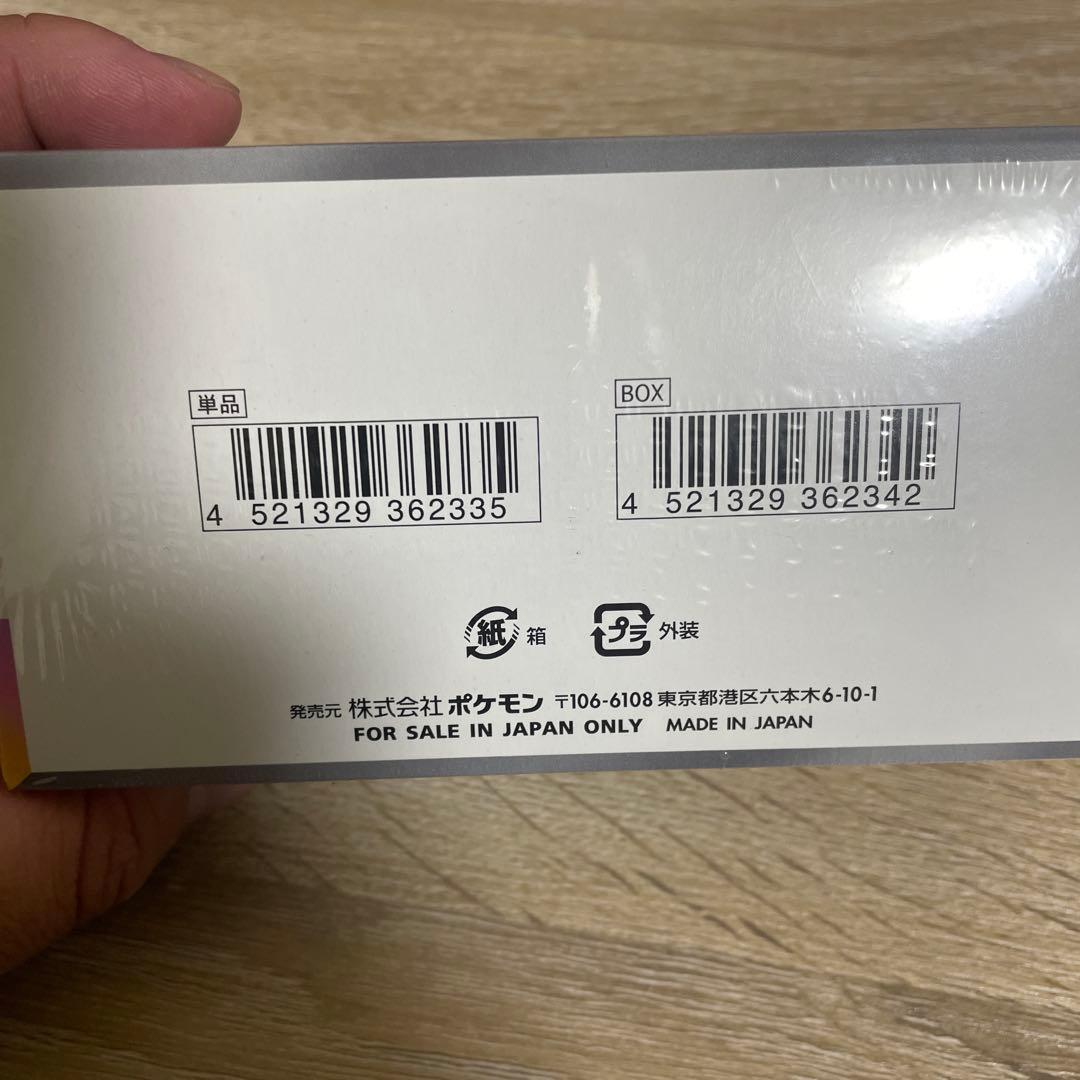 単品
4 521329 362335
BOX
4 521329 362342
紙 箱
プラ 外装
発売元 株式会社 ポケモン 〒106-6108 東京都港区六本木6-10-1
FOR SALE IN JAPAN ONLY MADE IN JAPAN